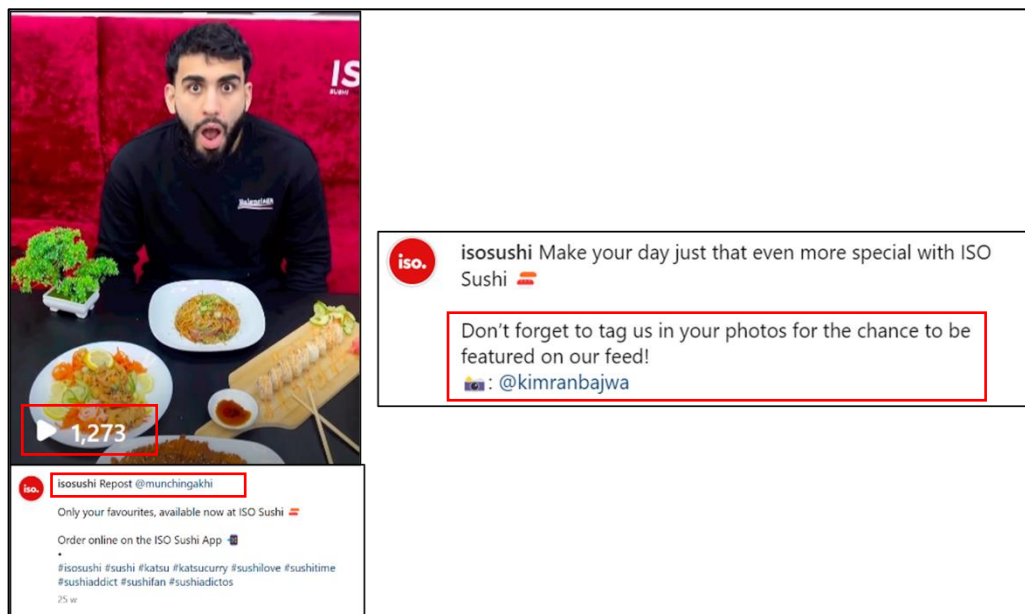 IS
SUSHI
BALENCIAGA
1,273
iso.
isosushi Repost @munchingakhi
Only your favourites, available now at ISO Sushi 🍣
Order online on the ISO Sushi App 📲
•
#isosushi #sushi #katsu #katsucurry #sushilove #sushitime
#sushiaddict #sushifan #sushiadictos
25 w
iso.
isosushi Make your day just that even more special with ISO
Sushi 🍣
Don't forget to tag us in your photos for the chance to be
featured on our feed!
📸: @kimranbajwa